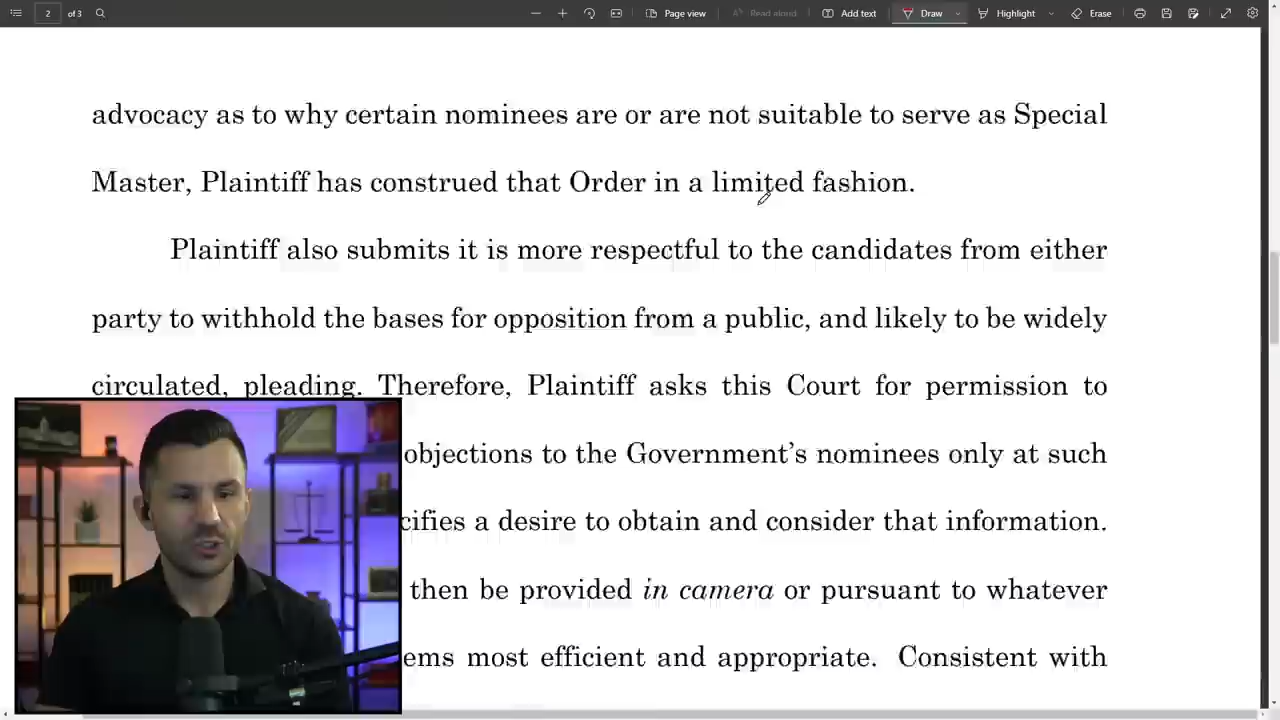 2 of 3 Page view Read aloud Add text Draw Highlight Erase
advocacy as to why certain nominees are or are not suitable to serve as Special
Master, Plaintiff has construed that Order in a limited fashion.
Plaintiff also submits it is more respectful to the candidates from either
party to withhold the bases for opposition from a public, and likely to be widely
circulated, pleading. Therefore, Plaintiff asks this Court for permission to
objections to the Government's nominees only at such
cifies a desire to obtain and consider that information.
then be provided in camera or pursuant to whatever
ems most efficient and appropriate. Consistent with